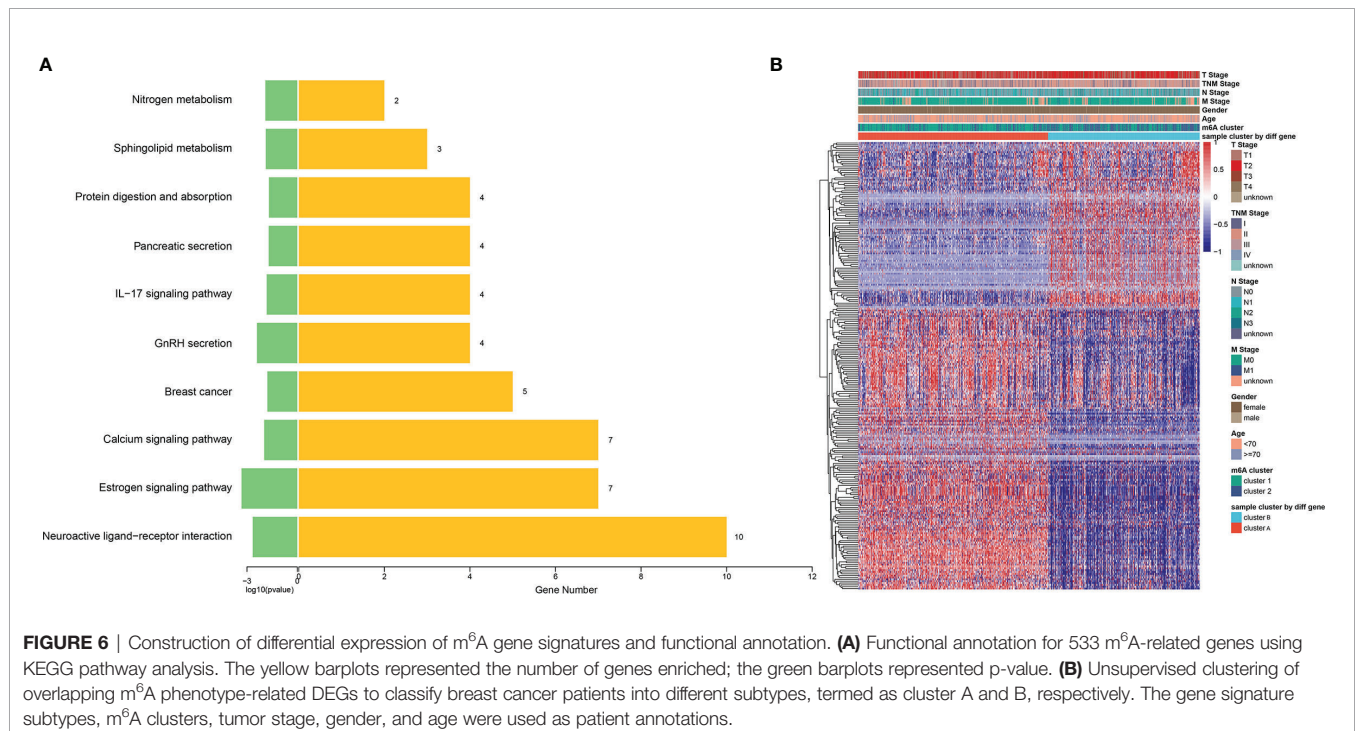 A
Nitrogen metabolism
2
Sphingolipid metabolism
3
Protein digestion and absorption
4
Pancreatic secretion
4
IL−17 signaling pathway
4
GnRH secretion
4
Breast cancer
5
Calcium signaling pathway
7
Estrogen signaling pathway
7
Neuroactive ligand−receptor interaction
10
−3 0 0 2 4 6 8 10 12
log10(pvalue) Gene Number
B
T Stage
TNM Stage
N Stage
M Stage
Gender
Age
m6A cluster
sample cluster by diff gene
1
0.5
0
−0.5
−1
T Stage
T1
T2
T3
T4
unknown
TNM Stage
I
II
III
IV
unknown
N Stage
N0
N1
N2
N3
unknown
M Stage
M0
M1
unknown
Gender
female
male
Age
<70
>=70
m6A cluster
cluster 1
cluster 2
sample cluster by diff gene
cluster B
cluster A
FIGURE 6 | Construction of differential expression of m⁶A gene signatures and functional annotation. (A) Functional annotation for 533 m⁶A-related genes using
KEGG pathway analysis. The yellow barplots represented the number of genes enriched; the green barplots represented p-value. (B) Unsupervised clustering of
overlapping m⁶A phenotype-related DEGs to classify breast cancer patients into different subtypes, termed as cluster A and B, respectively. The gene signature
subtypes, m⁶A clusters, tumor stage, gender, and age were used as patient annotations.